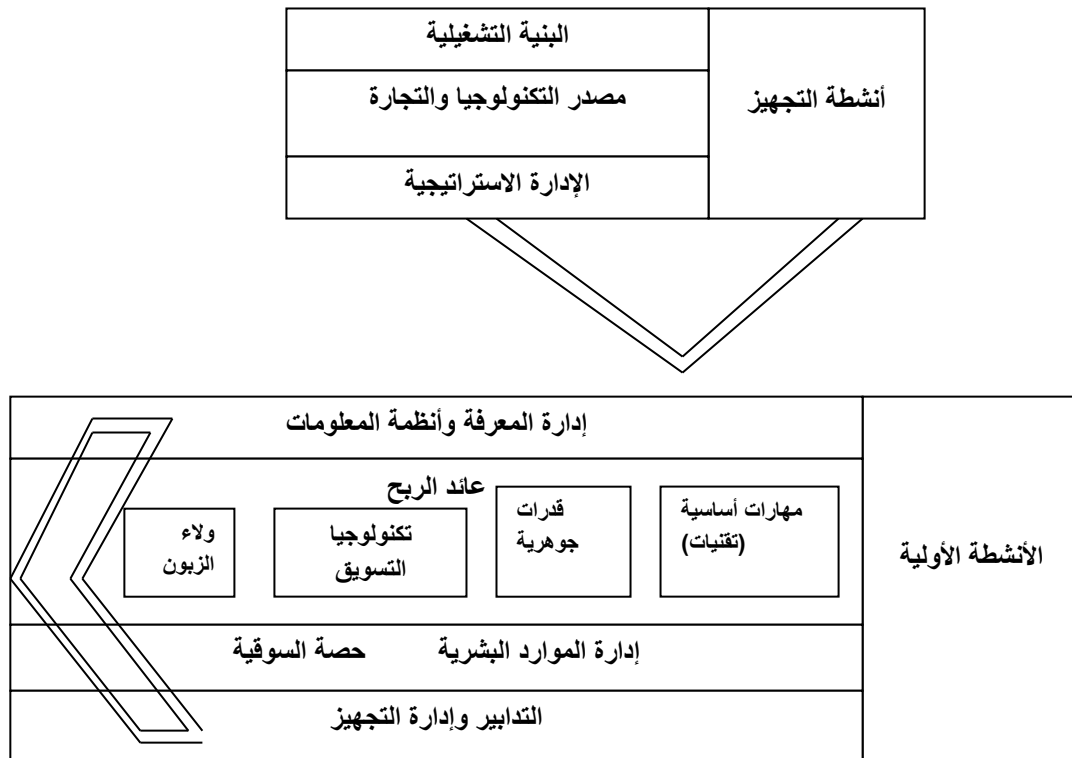 البنية التشغيلية
مصدر التكنولوجيا والتجارة
أنشطة التجهيز
الإدارة الاستراتيجية
إدارة المعرفة وأنظمة المعلومات
عائد الربح
مهارات أساسية
(تقنيات)
قدرات
جوهرية
تكنولوجيا
التسويق
ولاء
الزبون
الأنشطة الأولية
إدارة الموارد البشرية حصة السوقية
التدابير وإدارة التجهيز